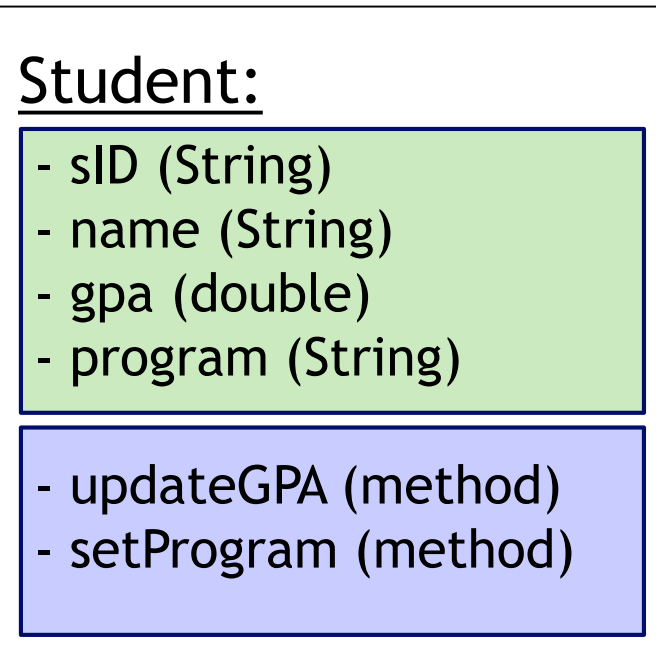 Student:
- sID (String)
- name (String)
- gpa (double)
- program (String)
- updateGPA (method)
- setProgram (method)